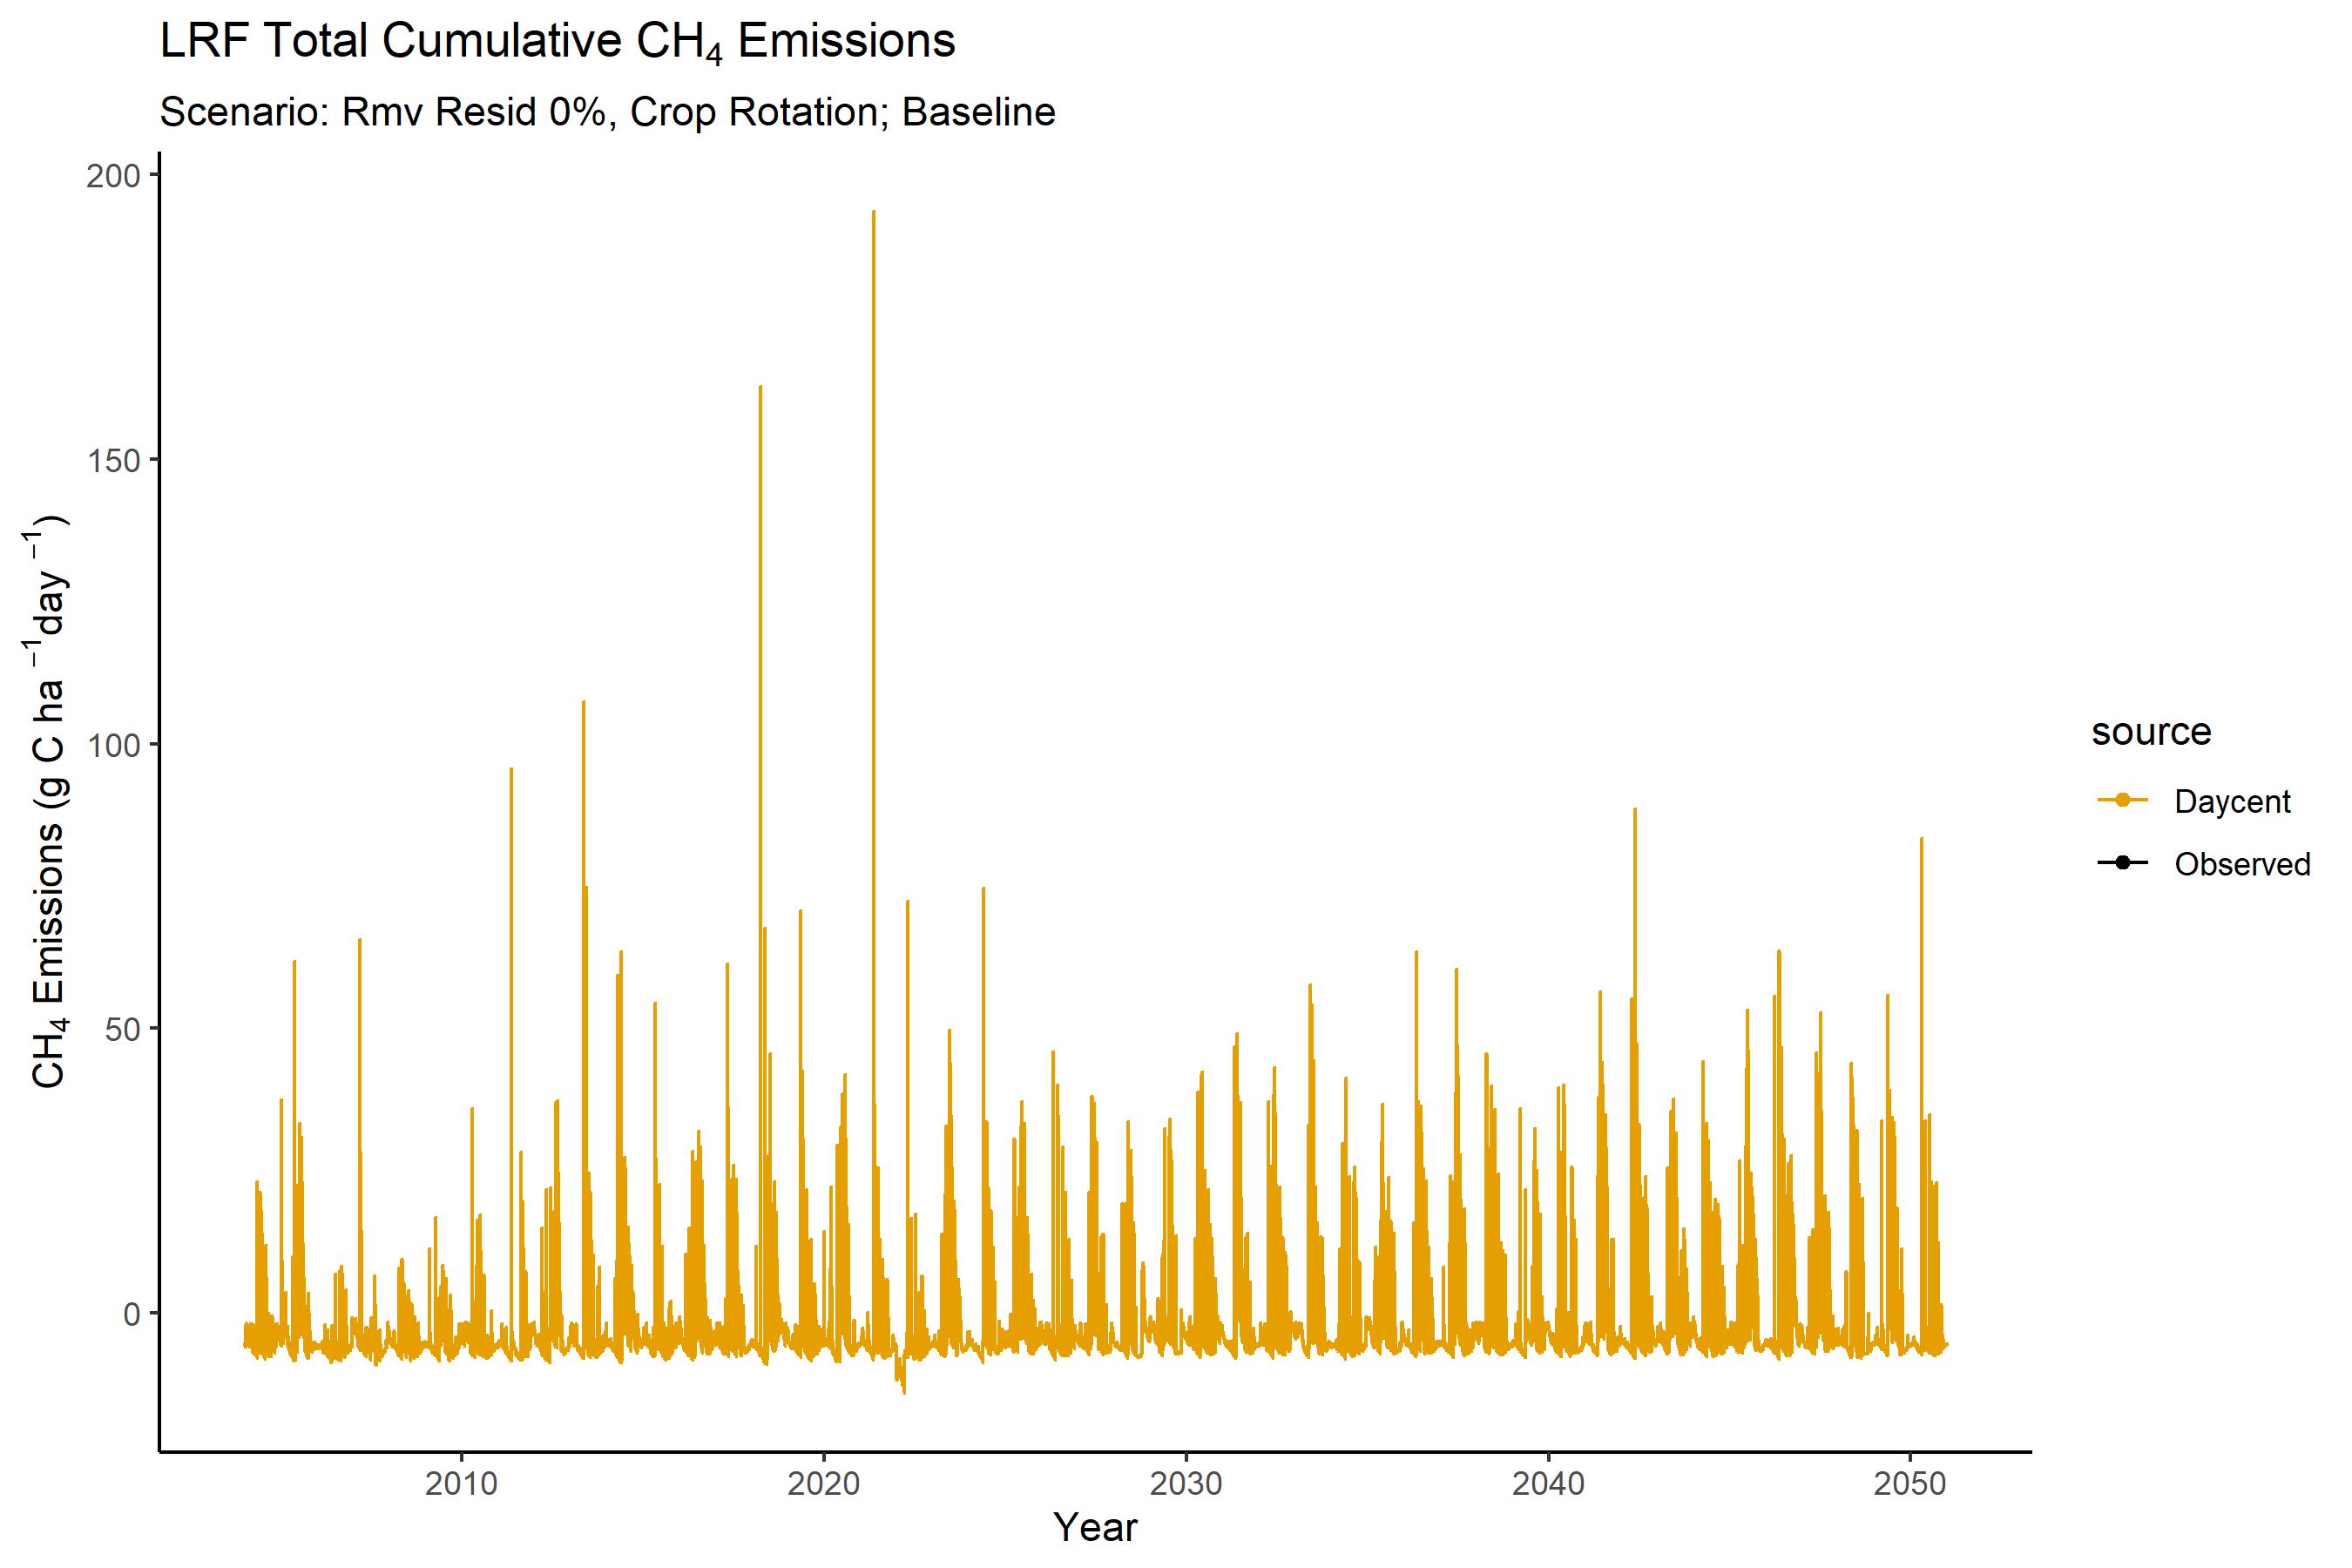 LRF Total Cumulative CH₄ Emissions
Scenario: Rmv Resid 0%, Crop Rotation; Baseline
CH₄ Emissions (g C ha ⁻¹day ⁻¹)
200
150
100
50
0
2010 2020 2030 2040 2050
Year
source
Daycent
Observed